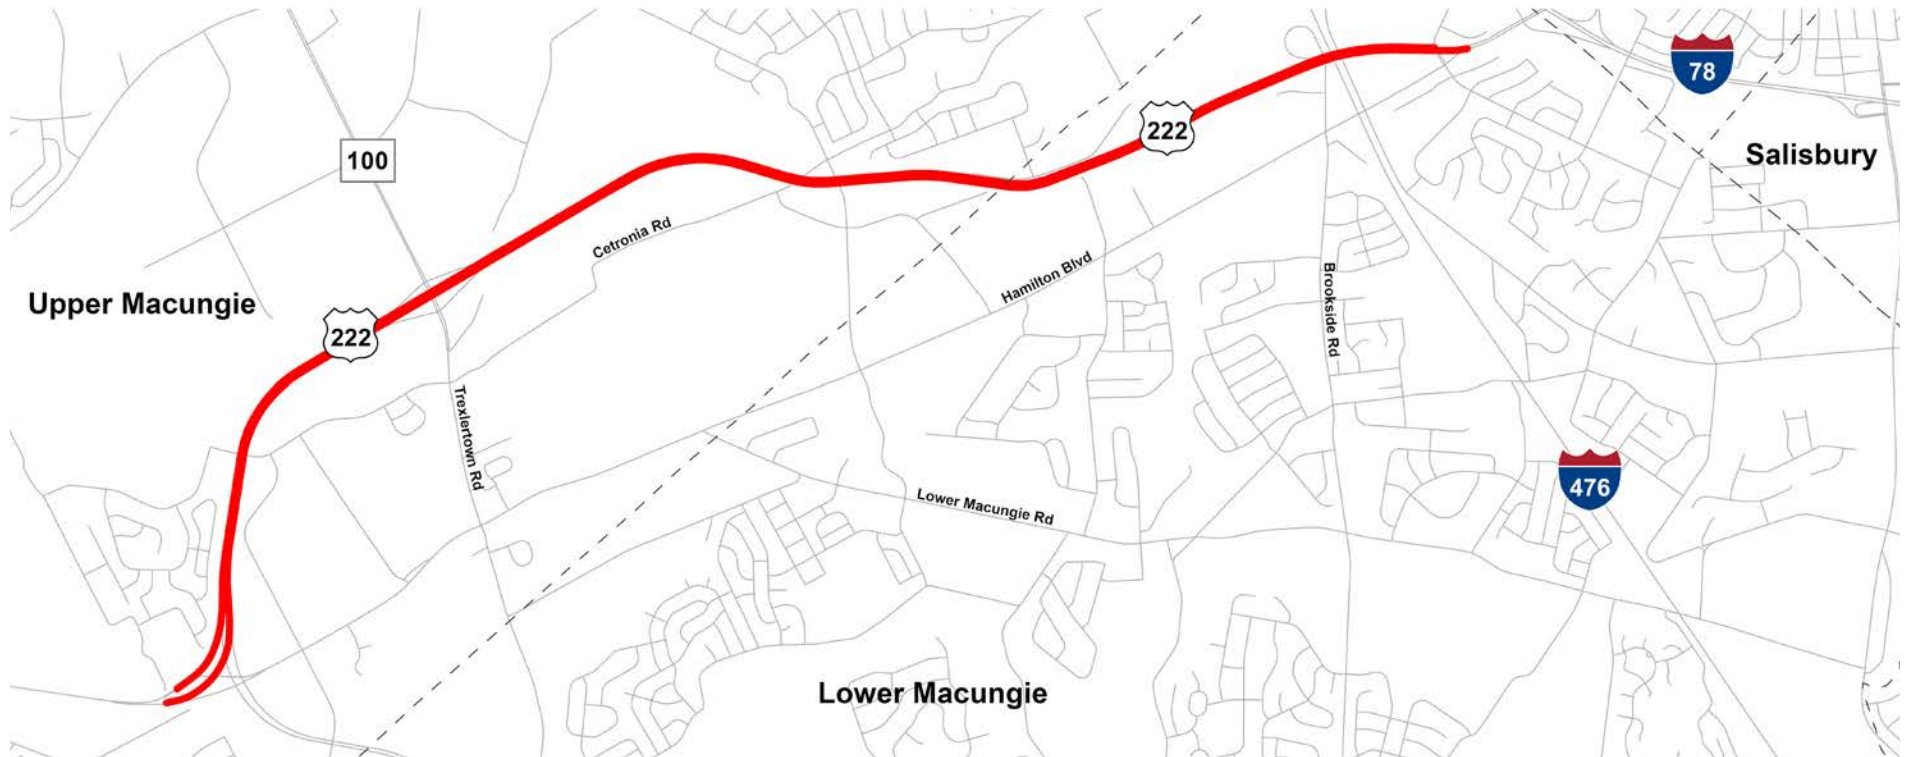 78
222
Salisbury
100
Cetronia Rd
Hamilton Blvd
Upper Macungie
222
Brookside Rd
Trexlertown Rd
476
Lower Macungie Rd
Lower Macungie